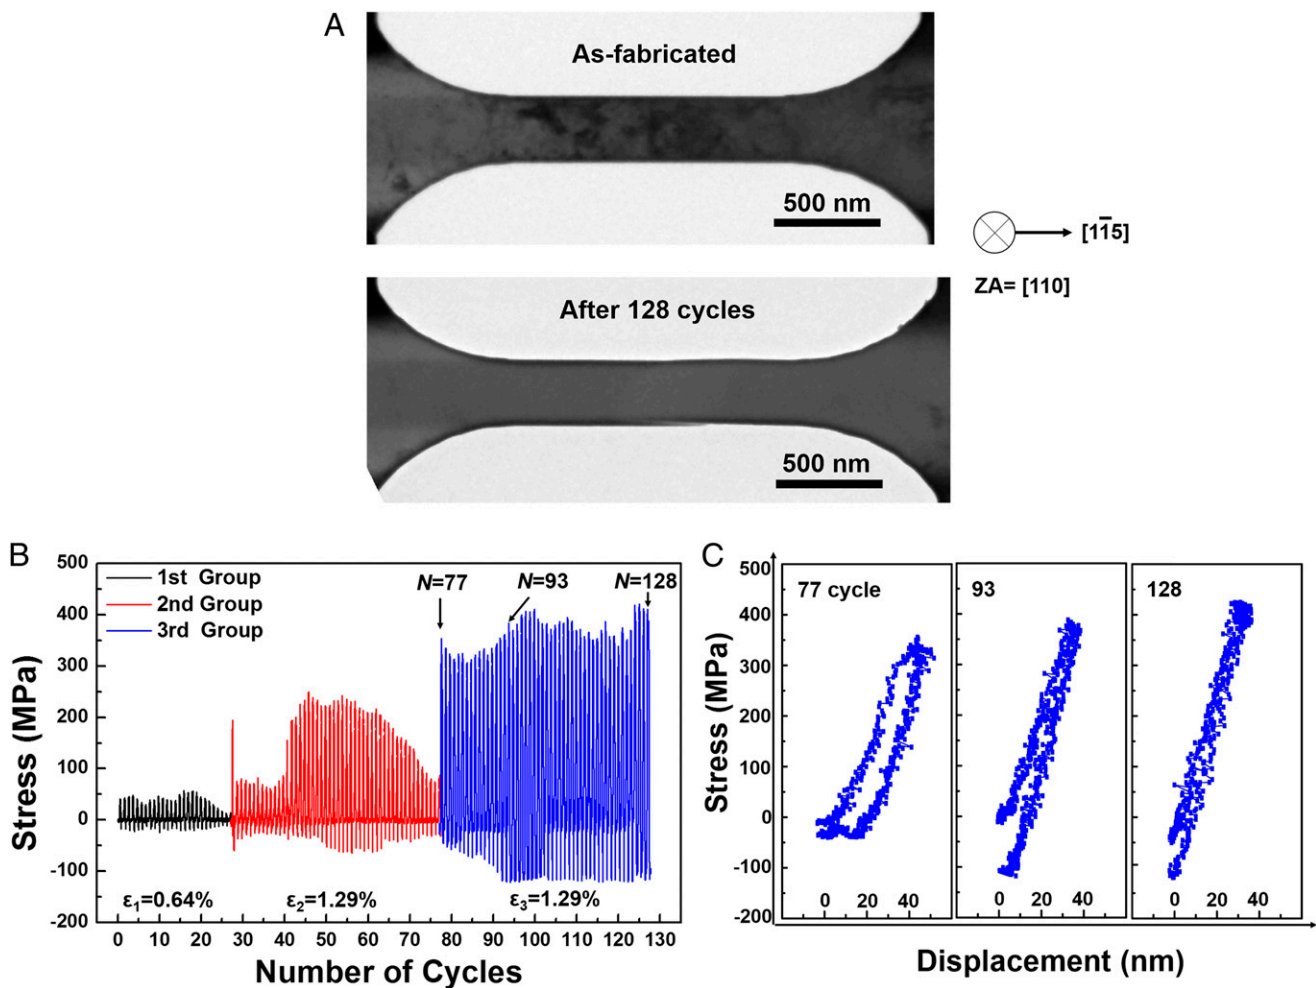 A
As-fabricated
500 nm
[11̅5]
ZA= [110]
After 128 cycles
500 nm
B
500
400
300
200
100
0
-100
-200
Stress (MPa)
1st Group
2nd Group
3rd Group
N=77
N=93
N=128
ε₁=0.64%
ε₂=1.29%
ε₃=1.29%
0 10 20 30 40 50 60 70 80 90 100 110 120 130
Number of Cycles
C
500
400
300
200
100
0
-100
-200
Stress (MPa)
77 cycle
93
128
0 20 40
0 20 40
0 20 40
Displacement (nm)